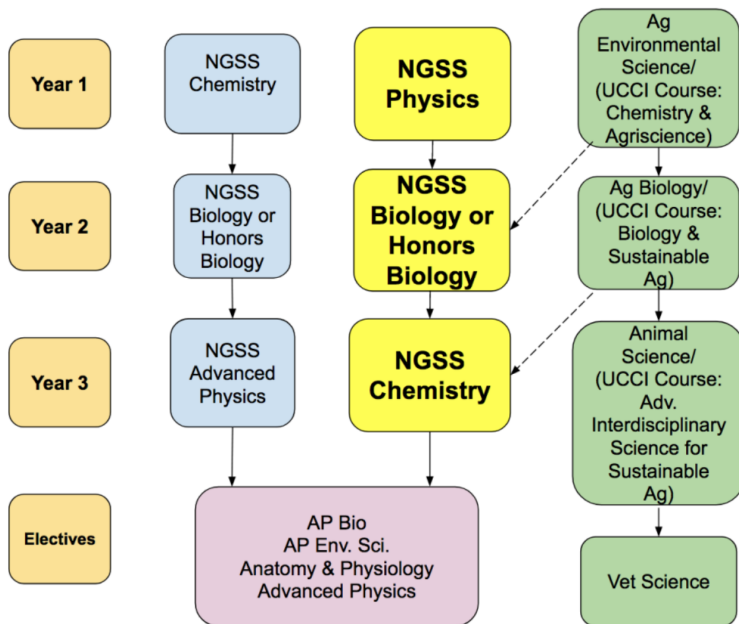 Year 1
NGSS
Chemistry
NGSS
Physics
Ag
Environmental
Science/
(UCCI Course:
Chemistry &
Agriscience)
Year 2
NGSS
Biology or
Honors
Biology
NGSS
Biology or
Honors
Biology
Ag Biology/
(UCCI Course:
Biology &
Sustainable
Ag)
Year 3
NGSS
Advanced
Physics
NGSS
Chemistry
Animal
Science/
(UCCI Course:
Adv.
Interdisciplinary
Science for
Sustainable
Ag)
Electives
AP Bio
AP Env. Sci.
Anatomy & Physiology
Advanced Physics
Vet Science